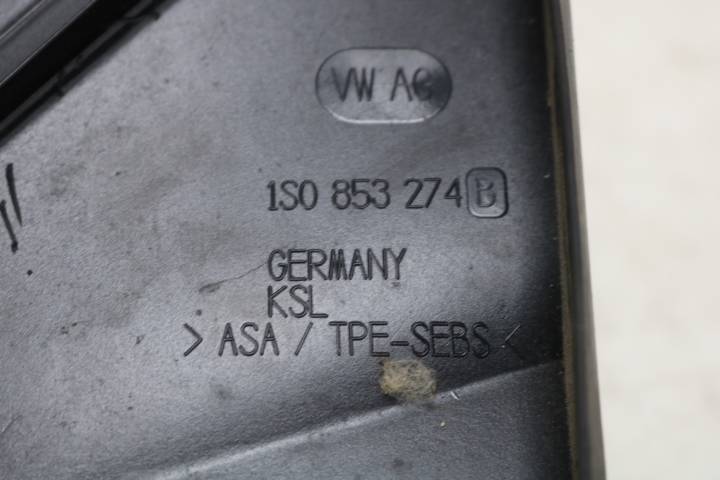 VW AG
1S0 853 274 B
GERMANY
KSL
> ASA / TPE-SEBS <